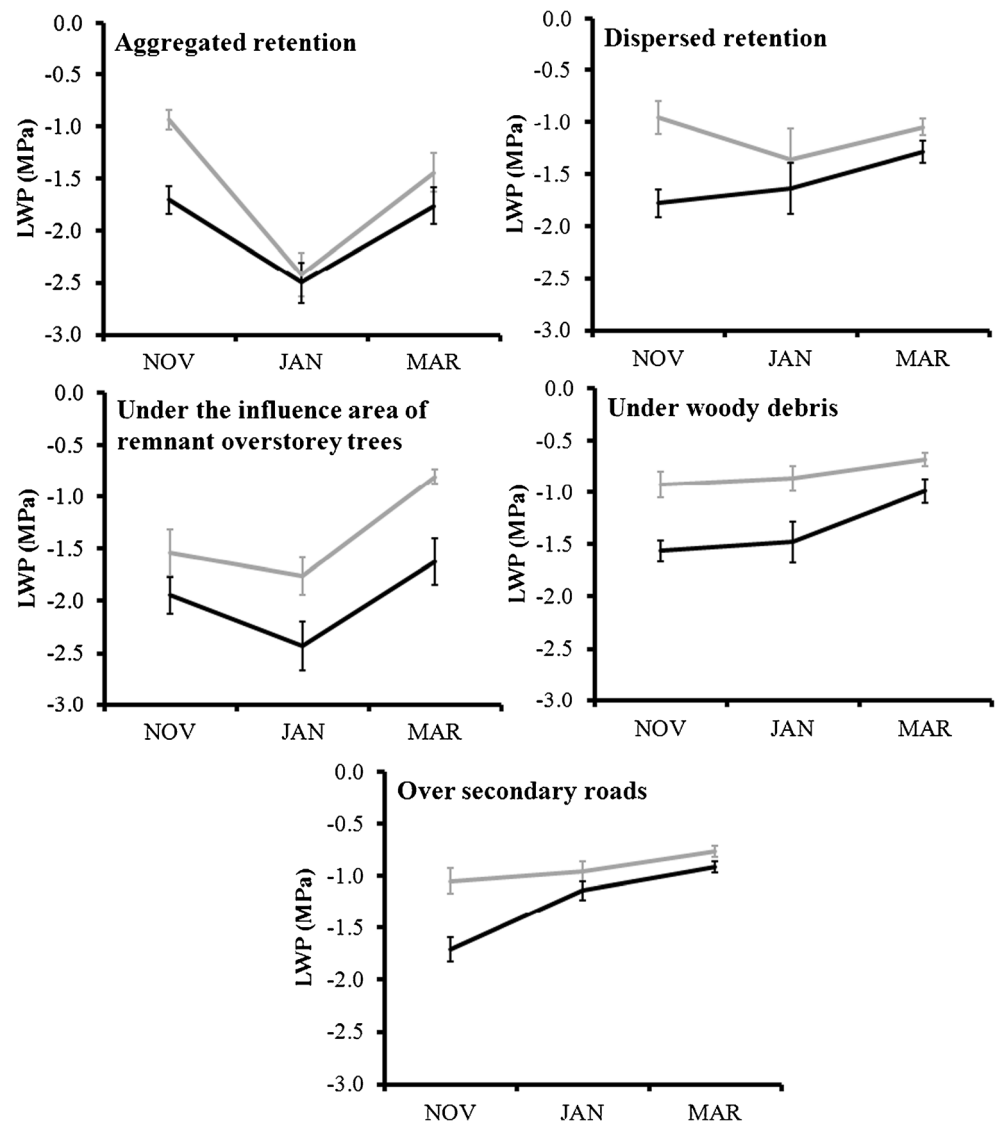 Aggregated retention
LWP (MPa)
0.0
-0.5
-1.0
-1.5
-2.0
-2.5
-3.0
NOV JAN MAR
Dispersed retention
LWP (MPa)
0.0
-0.5
-1.0
-1.5
-2.0
-2.5
-3.0
NOV JAN MAR
Under the influence area of
remnant overstorey trees
LWP (MPa)
0.0
-0.5
-1.0
-1.5
-2.0
-2.5
-3.0
NOV JAN MAR
Under woody debris
LWP (MPa)
0.0
-0.5
-1.0
-1.5
-2.0
-2.5
-3.0
NOV JAN MAR
Over secondary roads
LWP (MPa)
0.0
-0.5
-1.0
-1.5
-2.0
-2.5
-3.0
NOV JAN MAR